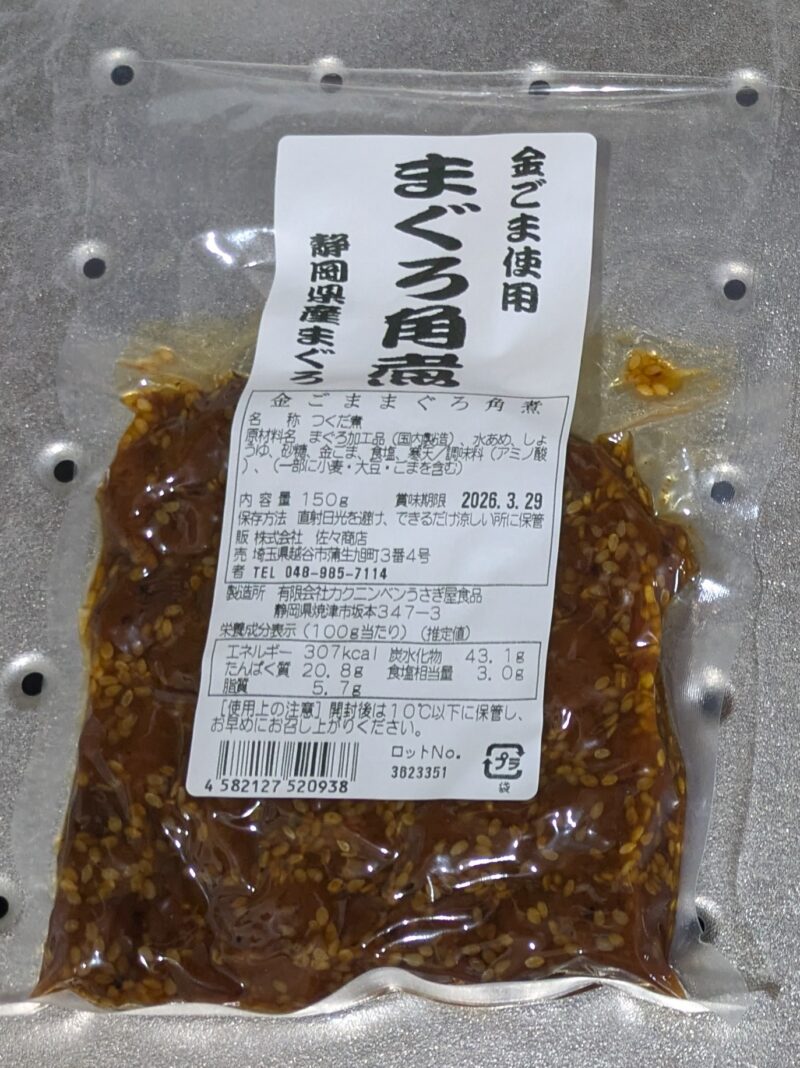 金ごま使用
まぐろ角煮
静岡県産まぐろ
金ごままぐろ角煮
名　称　つくだ煮
原材料名　まぐろ加工品（国内製造）、水あめ、しょ
うゆ、砂糖、金ごま、食塩、寒天／調味料（アミノ酸
）、（一部に小麦・大豆・ごまを含む）
内容量 150g　賞味期限 2026.3.29
保存方法　直射日光を避け、できるだけ涼しい所に保管
販 株式会社　佐々商店
売 埼玉県越谷市蒲生旭町3番4号
者 TEL 048-985-7114
製造所　有限会社カクニンベンうさぎ屋食品
静岡県焼津市坂本347-3
栄養成分表示（100g当たり）（推定値）
エネルギー 307kcal 炭水化物 43.1g
たんぱく質 20.8g 食塩相当量 3.0g
脂質 5.7g
［使用上の注意］開封後は10℃以下に保管し、
お早めにお召し上がりください。
ロットNo.
3623351
プラ
袋
4 582127 520938